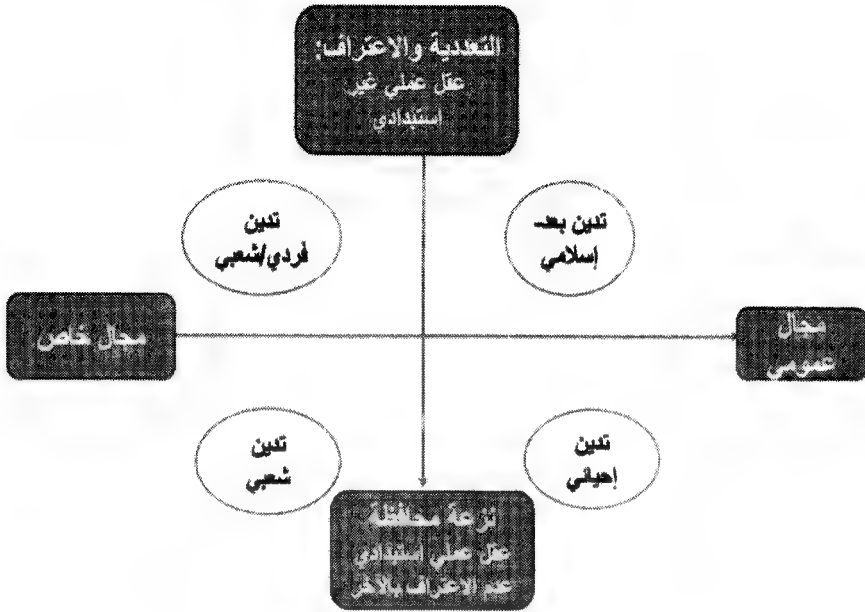 التعددية والاعتراف:
عقل عملي غير
استبدادي
تدين بعد-
إسلامي
تدين
فردي/شعبي
مجال
عمومي
مجال خاص
تدين
إحيائي
تدين
شعبي
نزعة محافظة
عقل عملي استبدادي
عدم الاعتراف بالآخر